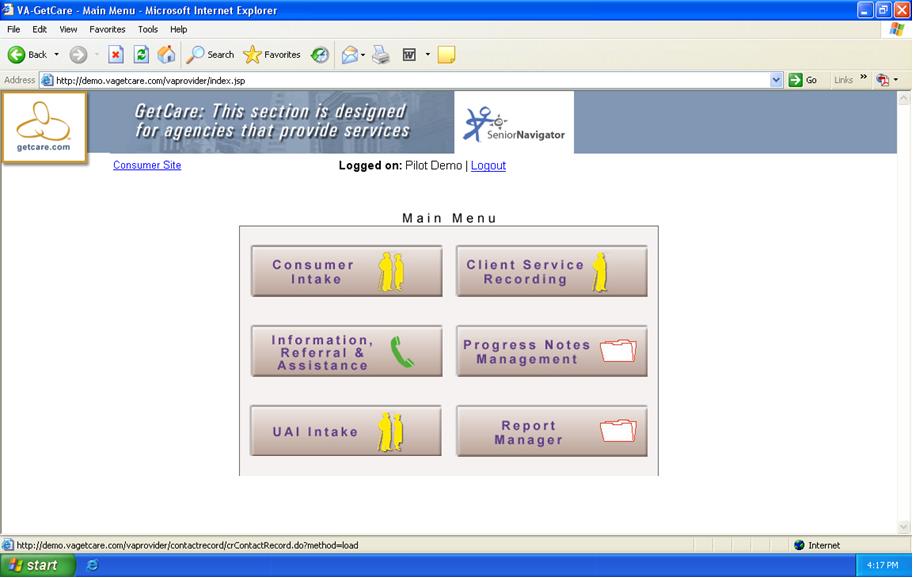 VA-GetCare - Main Menu - Microsoft Internet Explorer
File Edit View Favorites Tools Help
Back Search Favorites
Address http://demo.vagetcare.com/vaprovider/index.jsp Go Links »
getcare.com
GetCare: This section is designed
for agencies that provide services
SeniorNavigator
Consumer Site Logged on: Pilot Demo | Logout
Main Menu
Consumer
Intake
Client Service
Recording
Information,
Referral &
Assistance
Progress Notes
Management
UAI Intake
Report
Manager
http://demo.vagetcare.com/vaprovider/contactrecord/crContactRecord.do?method=load Internet
start 4:17 PM